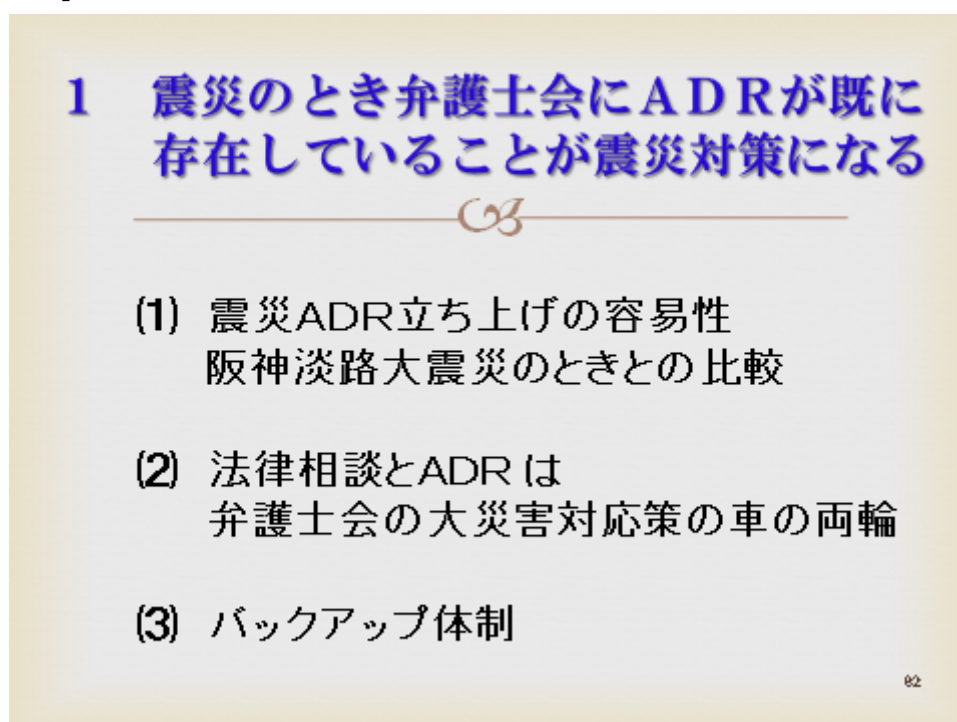 1 震災のとき弁護士会にADRが既に
存在していることが震災対策になる
(1) 震災ADR立ち上げの容易性
阪神淡路大震災のときとの比較
(2) 法律相談とADRは
弁護士会の大災害対応策の車の両輪
(3) バックアップ体制
62